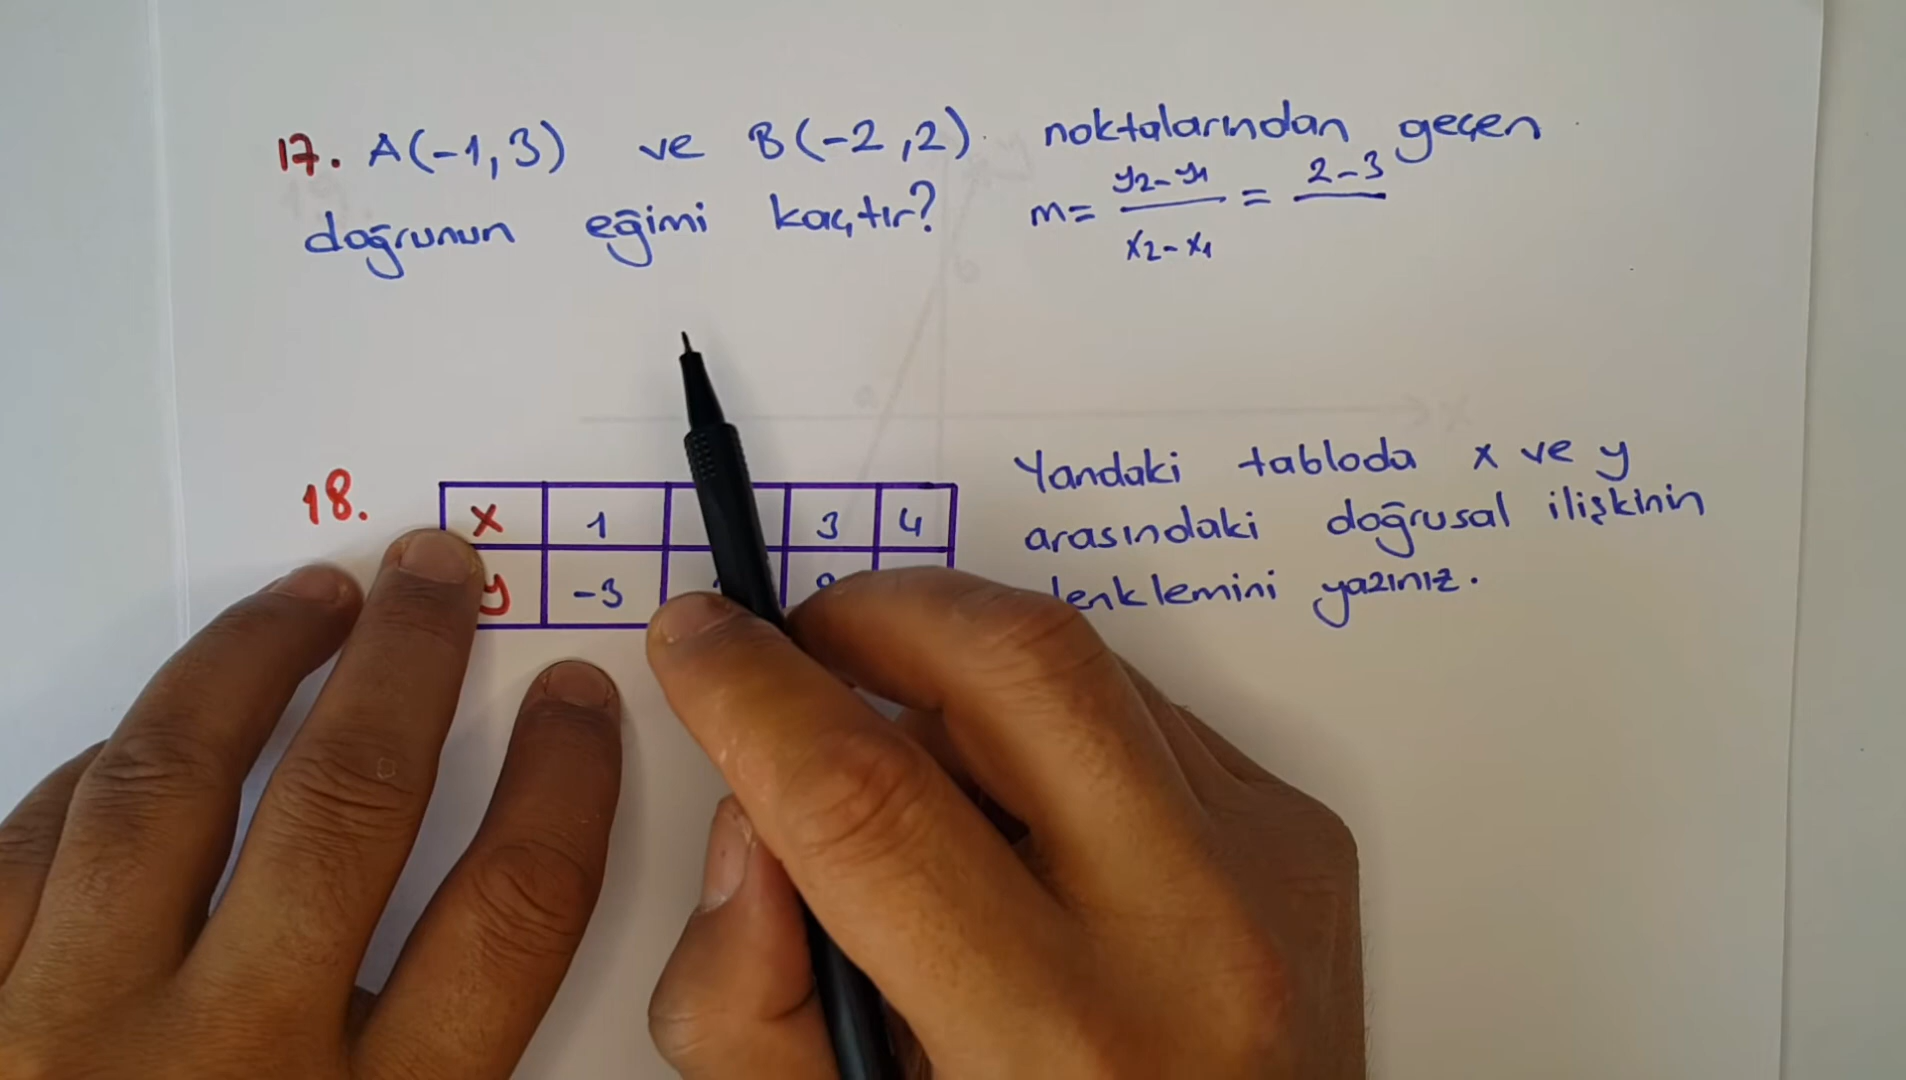 17. A(-1,3) ve B(-2,2) noktalarından geçen
doğrunun eğimi kaçtır? m= y2-y1 / x2-x1 = 2-3
18.
x 1 3 4
y -3
Yandaki tabloda x ve y
arasındaki doğrusal ilişkinin
denklemini yazınız.